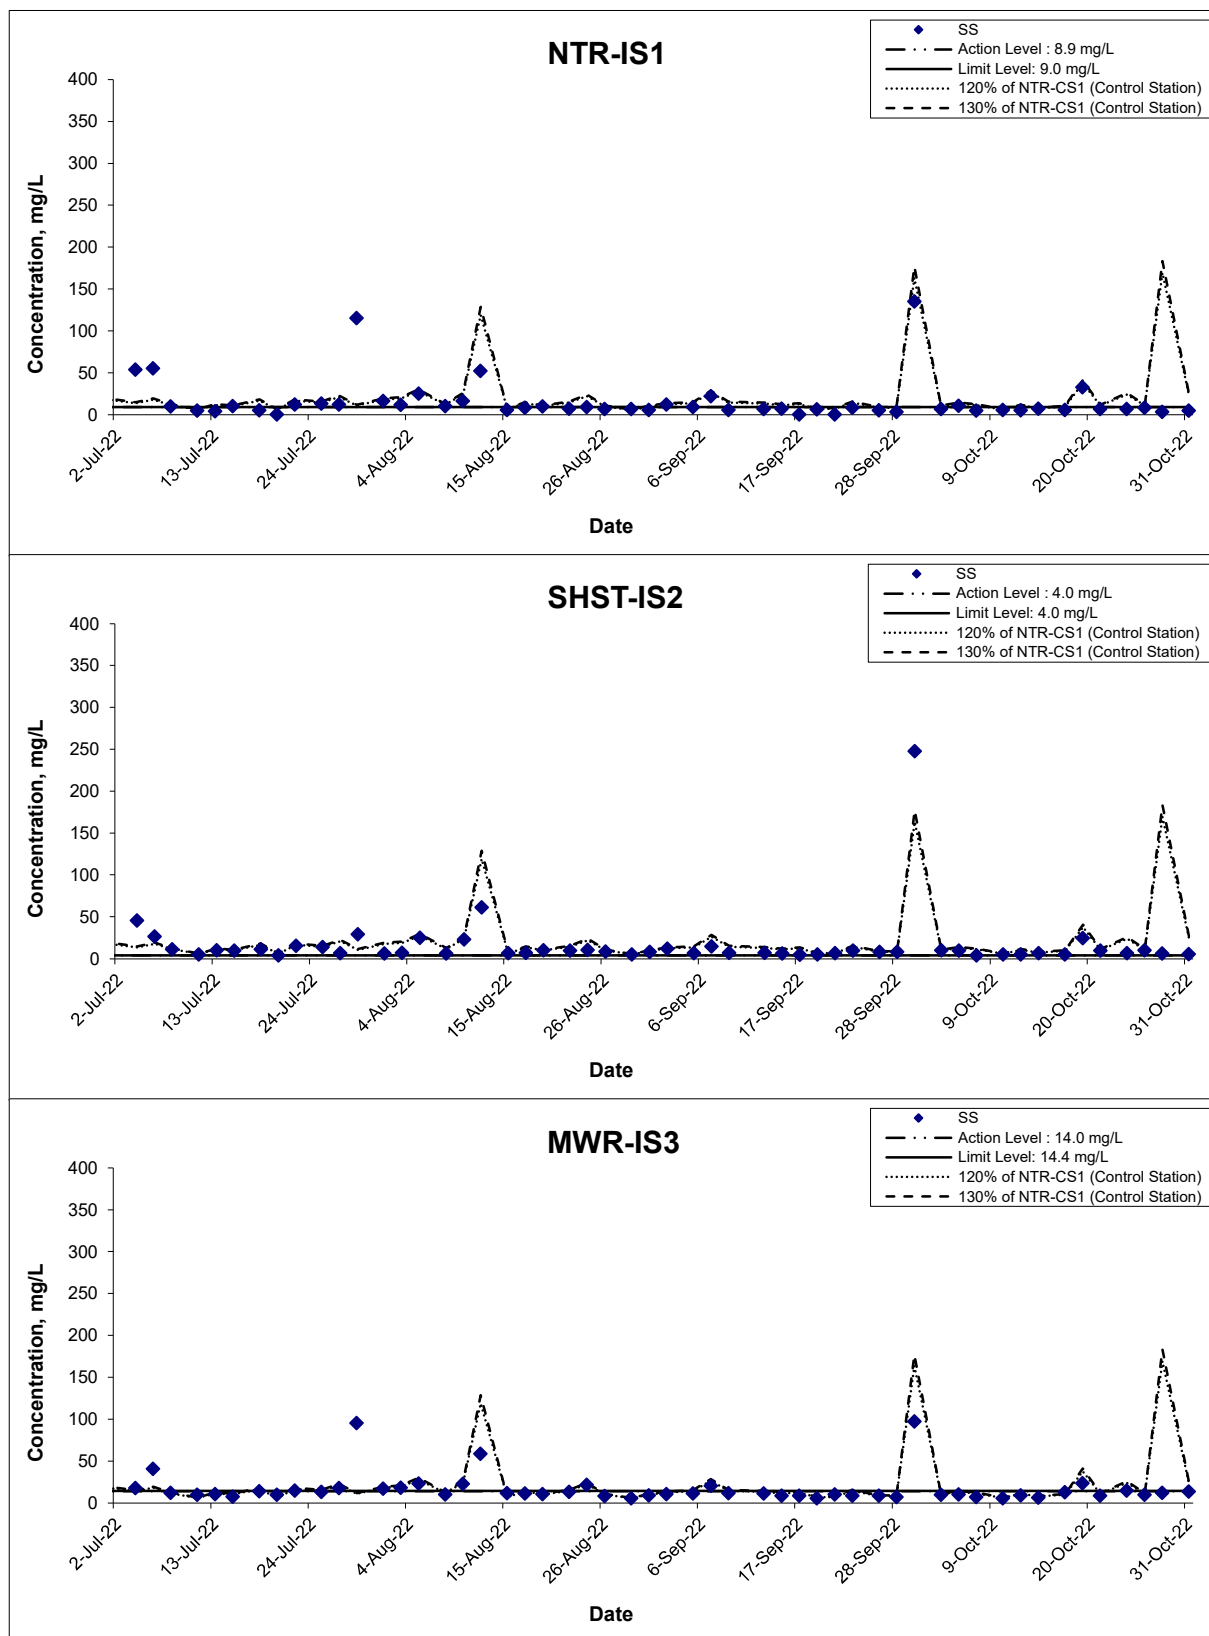 NTR-IS1
SS
Action Level : 8.9 mg/L
Limit Level: 9.0 mg/L
120% of NTR-CS1 (Control Station)
130% of NTR-CS1 (Control Station)
Concentration, mg/L
400
350
300
250
200
150
100
50
0
2-Jul-22
13-Jul-22
24-Jul-22
4-Aug-22
15-Aug-22
26-Aug-22
6-Sep-22
17-Sep-22
28-Sep-22
9-Oct-22
20-Oct-22
31-Oct-22
Date
SHST-IS2
SS
Action Level : 4.0 mg/L
Limit Level: 4.0 mg/L
120% of NTR-CS1 (Control Station)
130% of NTR-CS1 (Control Station)
Concentration, mg/L
400
350
300
250
200
150
100
50
0
2-Jul-22
13-Jul-22
24-Jul-22
4-Aug-22
15-Aug-22
26-Aug-22
6-Sep-22
17-Sep-22
28-Sep-22
9-Oct-22
20-Oct-22
31-Oct-22
Date
MWR-IS3
SS
Action Level : 14.0 mg/L
Limit Level: 14.4 mg/L
120% of NTR-CS1 (Control Station)
130% of NTR-CS1 (Control Station)
Concentration, mg/L
400
350
300
250
200
150
100
50
0
2-Jul-22
13-Jul-22
24-Jul-22
4-Aug-22
15-Aug-22
26-Aug-22
6-Sep-22
17-Sep-22
28-Sep-22
9-Oct-22
20-Oct-22
31-Oct-22
Date